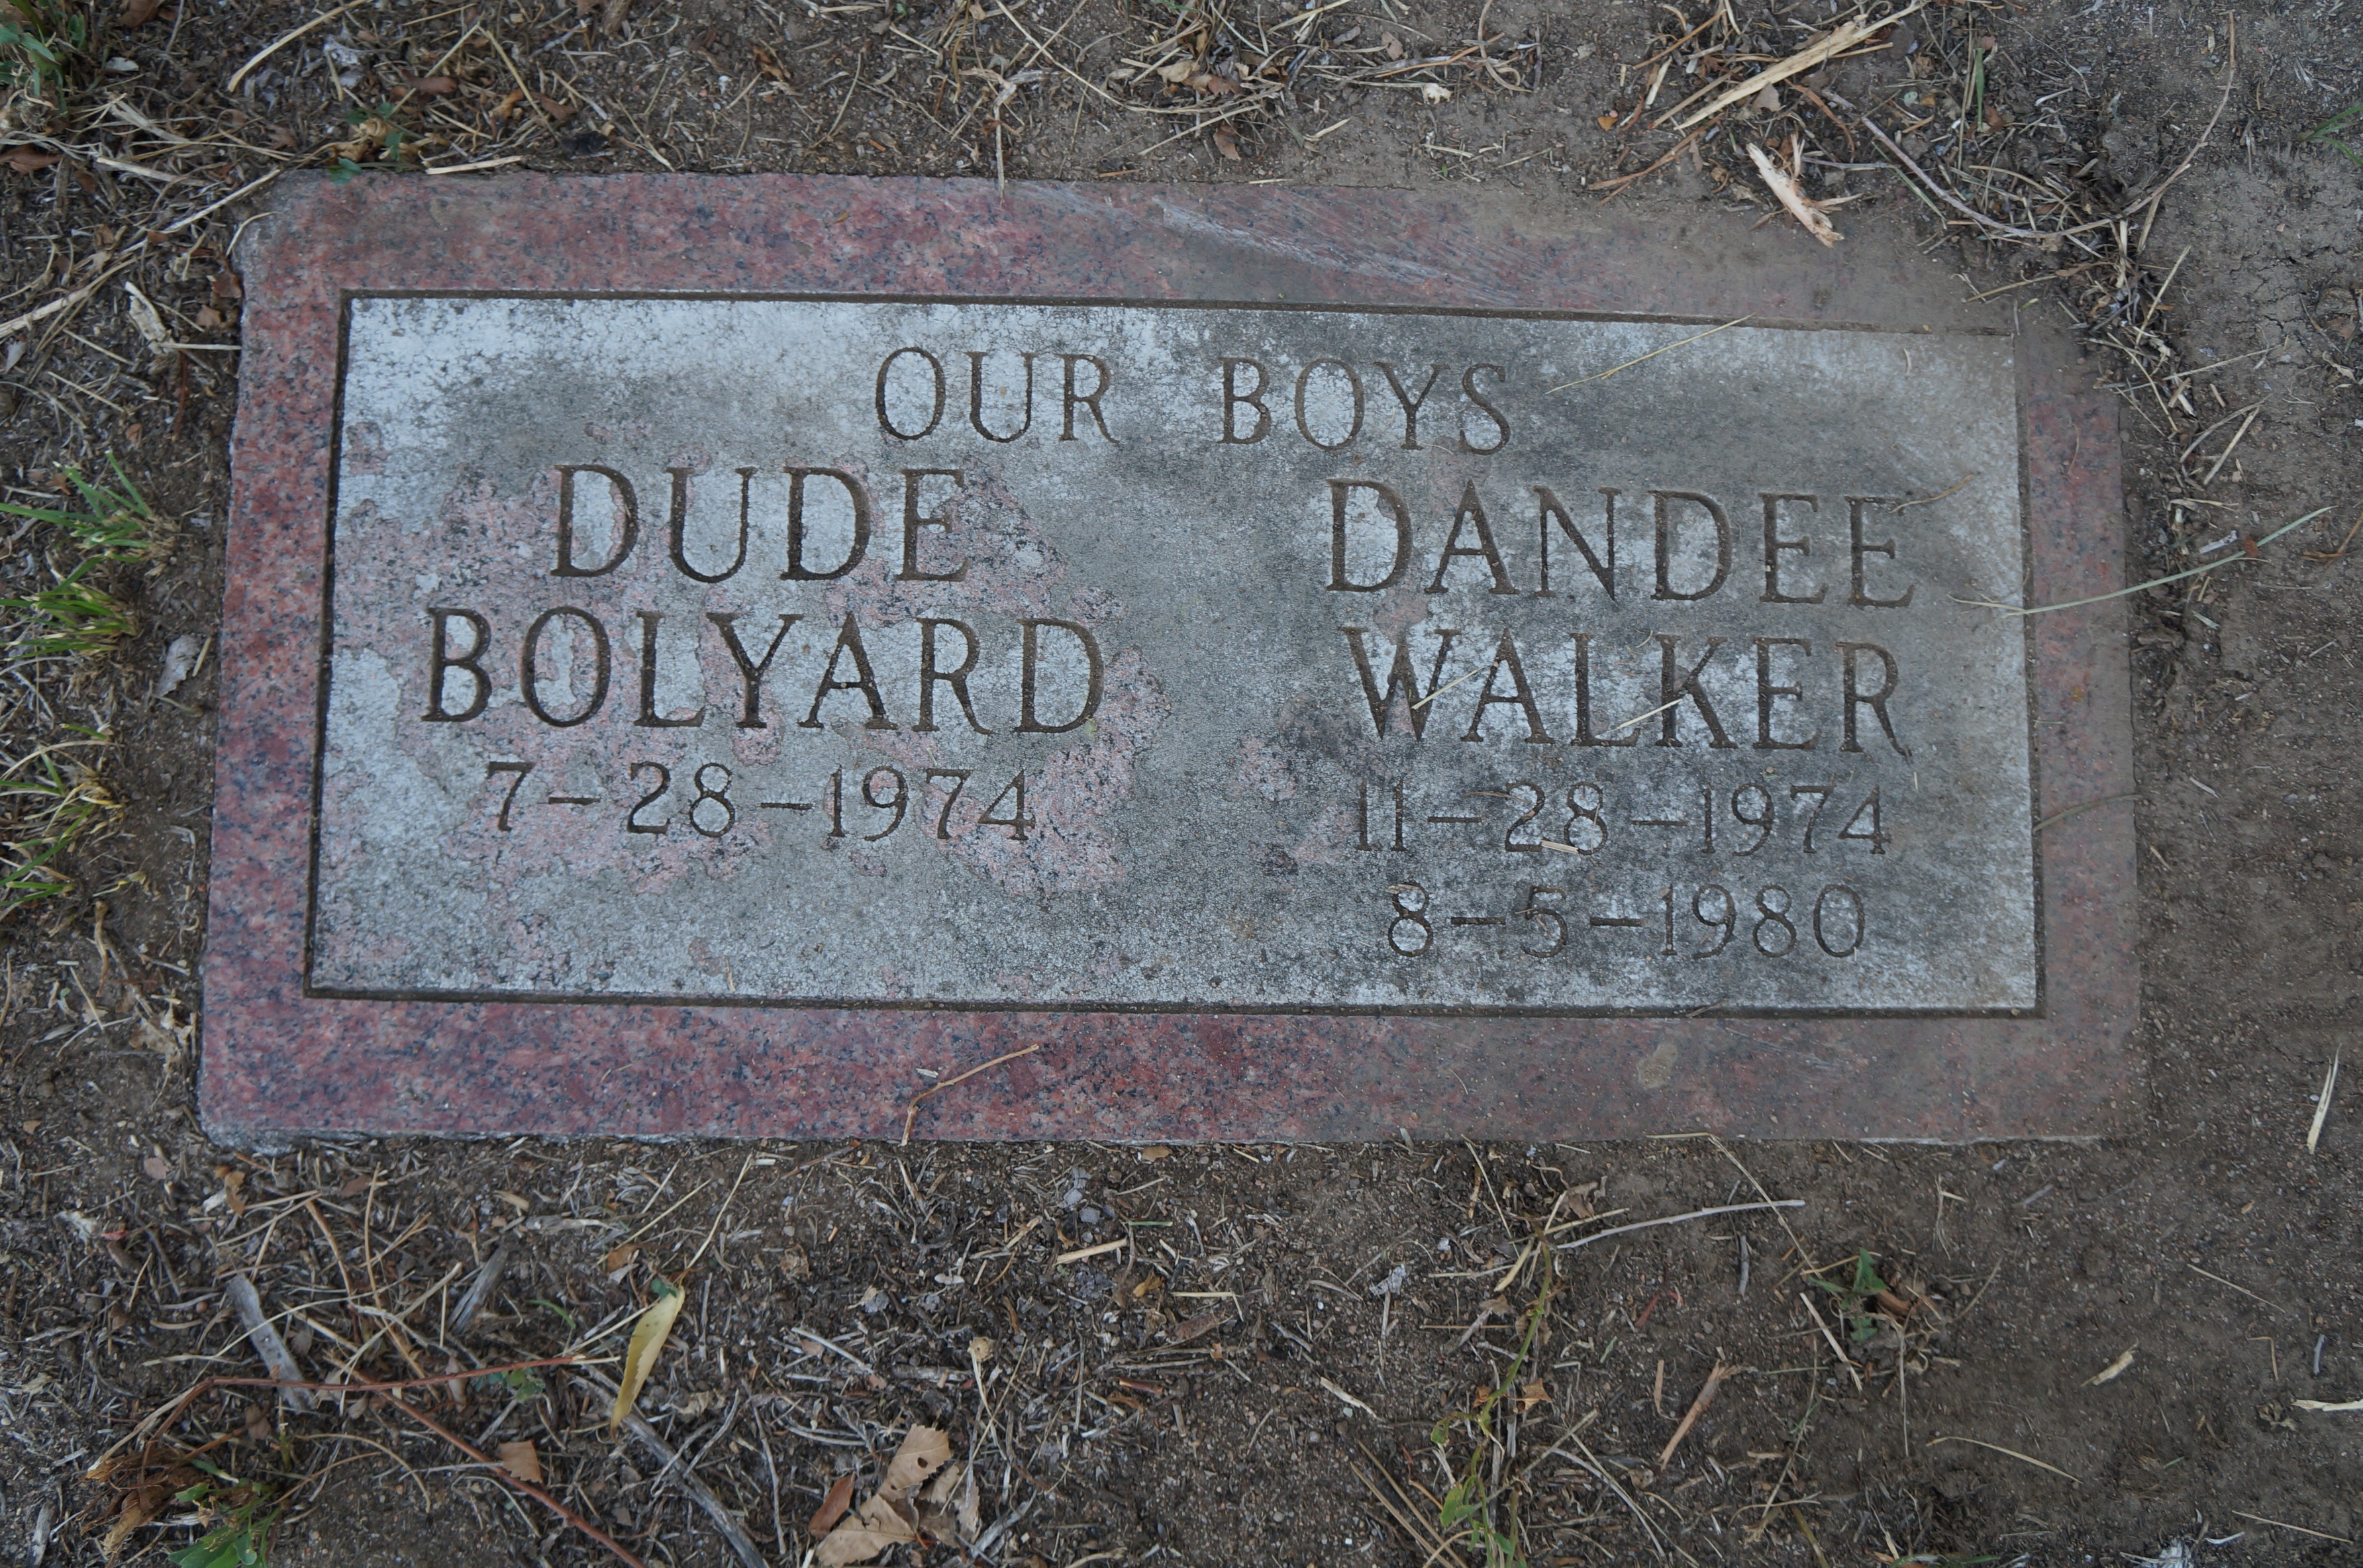 OUR BOYS
DUDE
BOLYARD
7-28-1974
DANDEE
WALKER
11-28-1974
8-5-1980